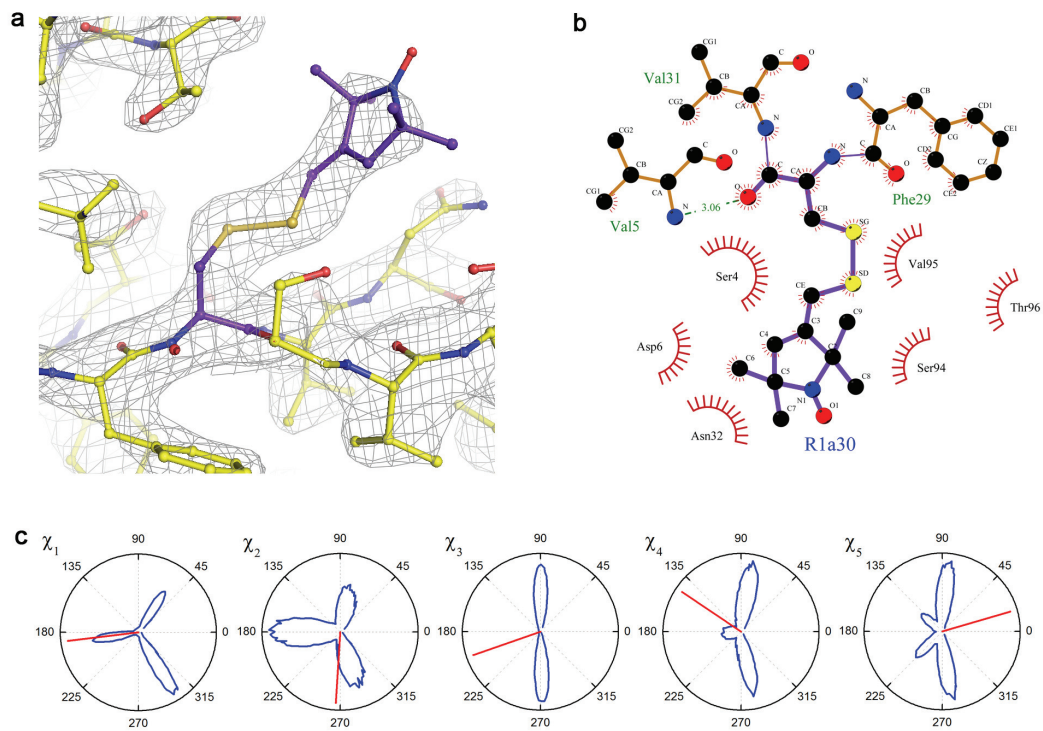 a
b
CG1
C
O
Val31
CB
CG2
CA
N
N
CB
CD1
CA
CG
CE1
CG2
C
O
N
C
CD2
CZ
CB
C
CA
O
CE2
CG1
CA
O
Phe29
N
3.06
CB
Val5
SG
Ser4
Val95
SD
CE
Thr96
C9
C3
C4
Asp6
C6
C2
Ser94
C5
C8
N1
O1
C7
Asn32
R1a30
c
χ1 90 135 45 180 0 225 315 270
χ2 90 135 45 180 0 225 315 270
χ3 90 135 45 180 0 225 315 270
χ4 90 135 45 180 0 225 315 270
χ5 90 135 45 180 0 225 315 270